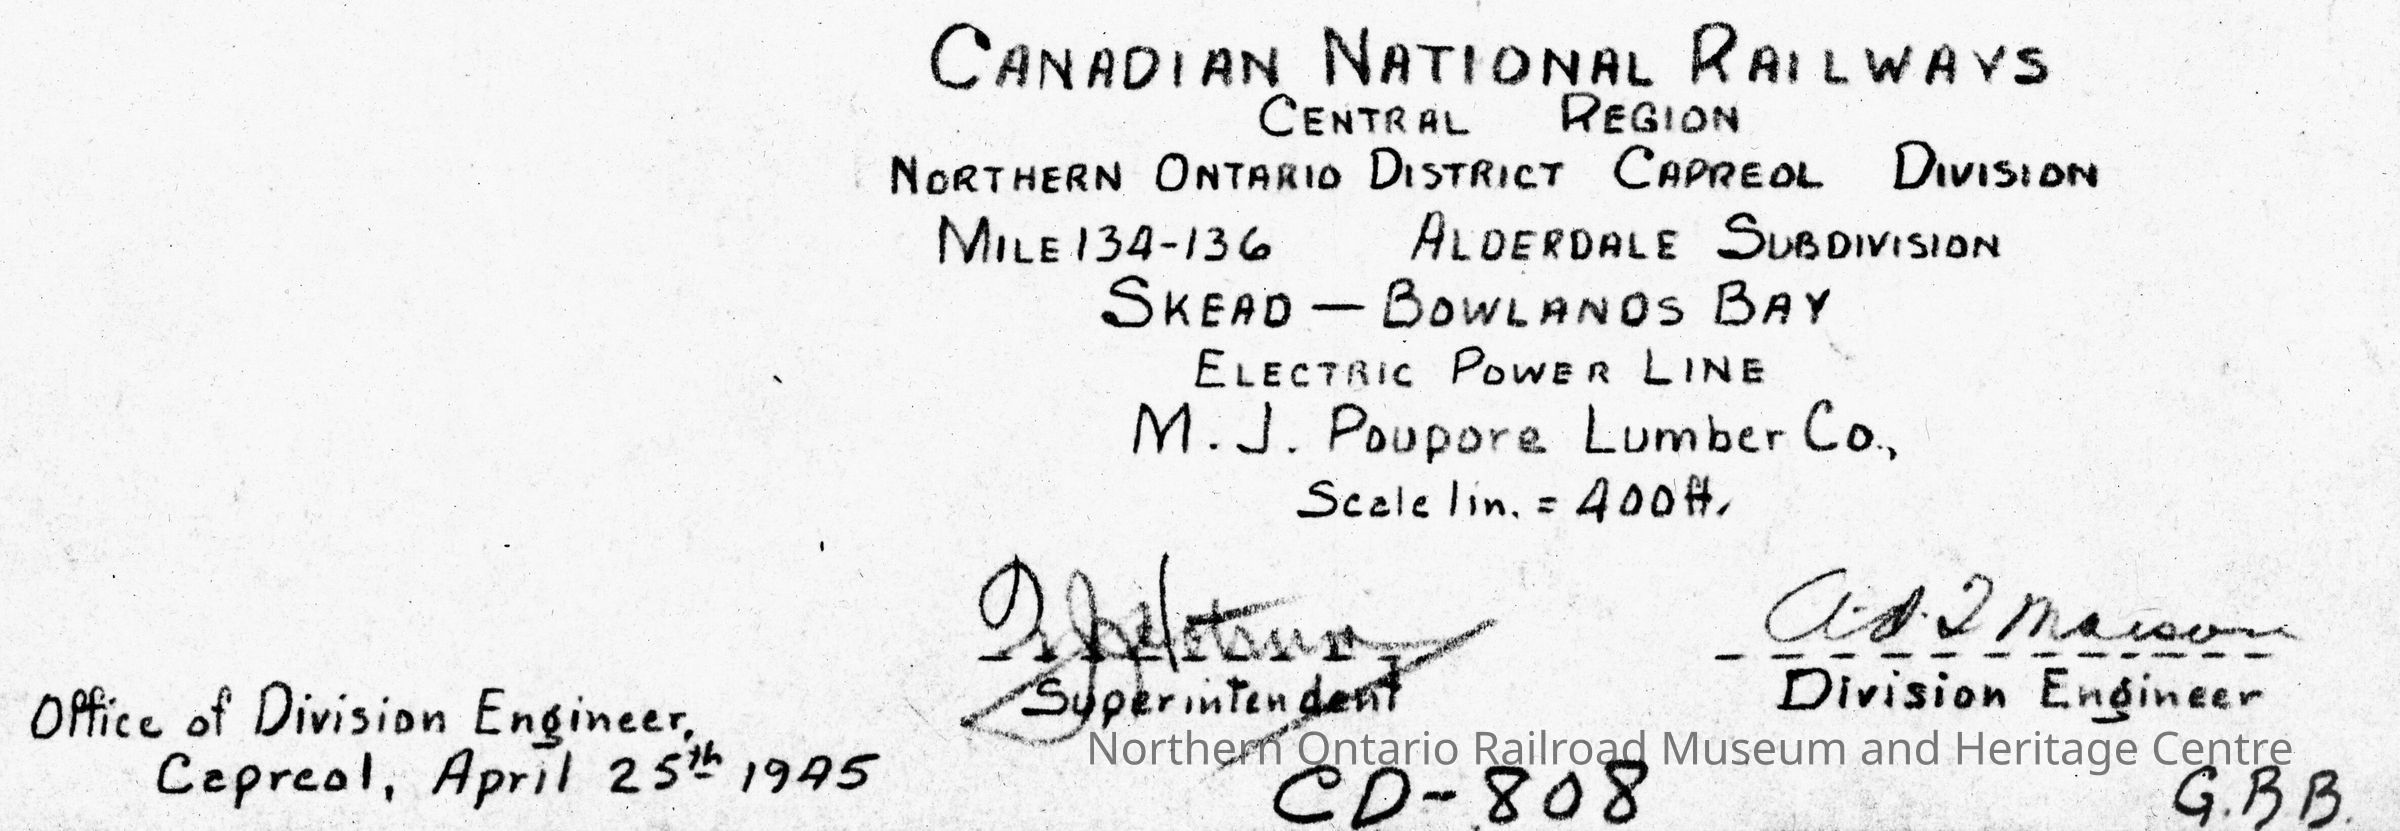 CANADIAN NATIONAL RAILWAYS
CENTRAL REGION
NORTHERN ONTARIO DISTRICT CAPREOL DIVISION
MILE 134-136 ALDERDALE SUBDIVISION
SKEAD — BOWLANDS BAY
ELECTRIC POWER LINE
M. J. Poupore Lumber Co.,
Scale 1in. = 400ft.
Superintendent
Division Engineer
Office of Division Engineer,
Capreol, April 25th 1945
Northern Ontario Railroad Museum and Heritage Centre
CD-808
G.B.B.